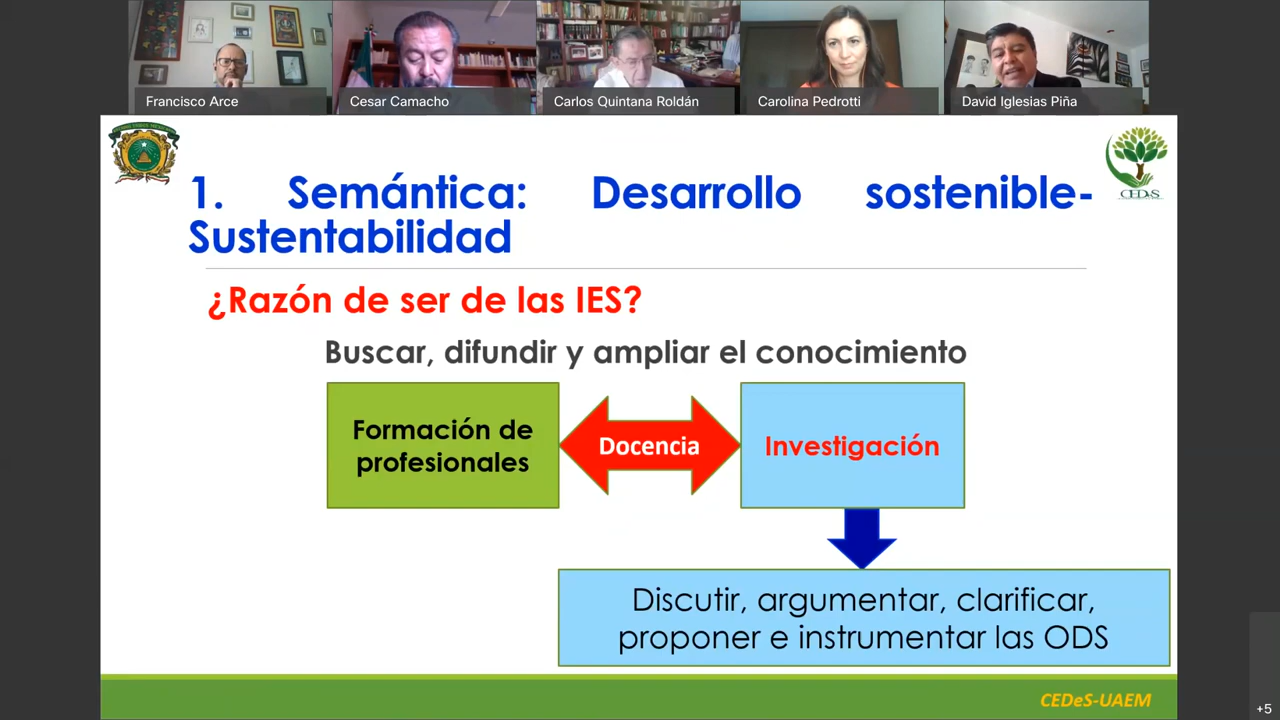 Francisco Arce
Cesar Camacho
Carlos Quintana Roldán
Carolina Pedrotti
David Iglesias Piña
CEDeS
1. Semántica: Desarrollo sostenible-
Sustentabilidad
¿Razón de ser de las IES?
Buscar, difundir y ampliar el conocimiento
Formación de
profesionales
Docencia
Investigación
Discutir, argumentar, clarificar,
proponer e instrumentar las ODS
CEDeS-UAEM
+5